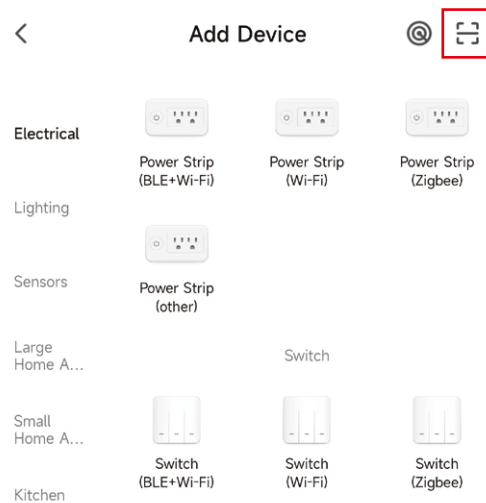 Add Device
Electrical
Lighting
Sensors
Large
Home A...
Small
Home A...
Kitchen
Power Strip
(BLE+Wi-Fi)
Power Strip
(Wi-Fi)
Power Strip
(Zigbee)
Power Strip
(other)
Switch
Switch
(BLE+Wi-Fi)
Switch
(Wi-Fi)
Switch
(Zigbee)